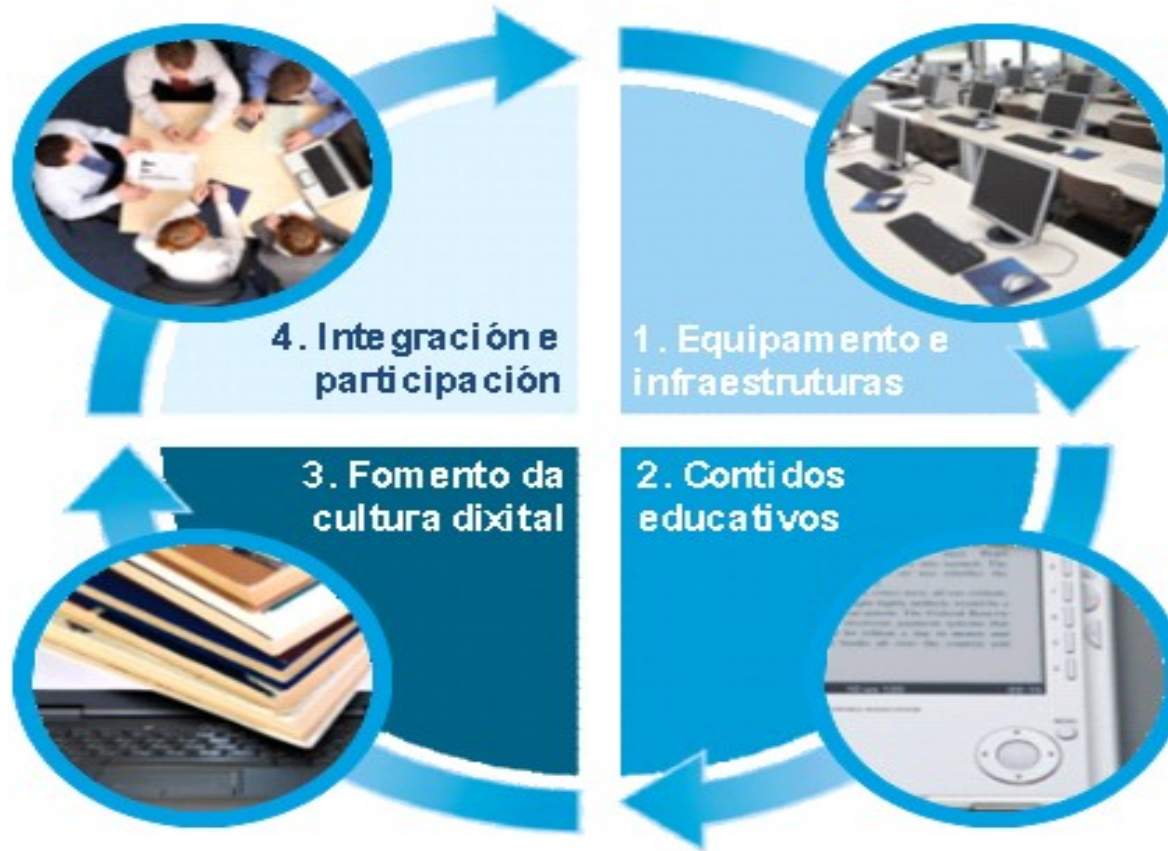 1. Equipamento e
infraestruturas
2. Contidos
educativos
3. Fomento da
cultura dixital
4. Integración e
participación